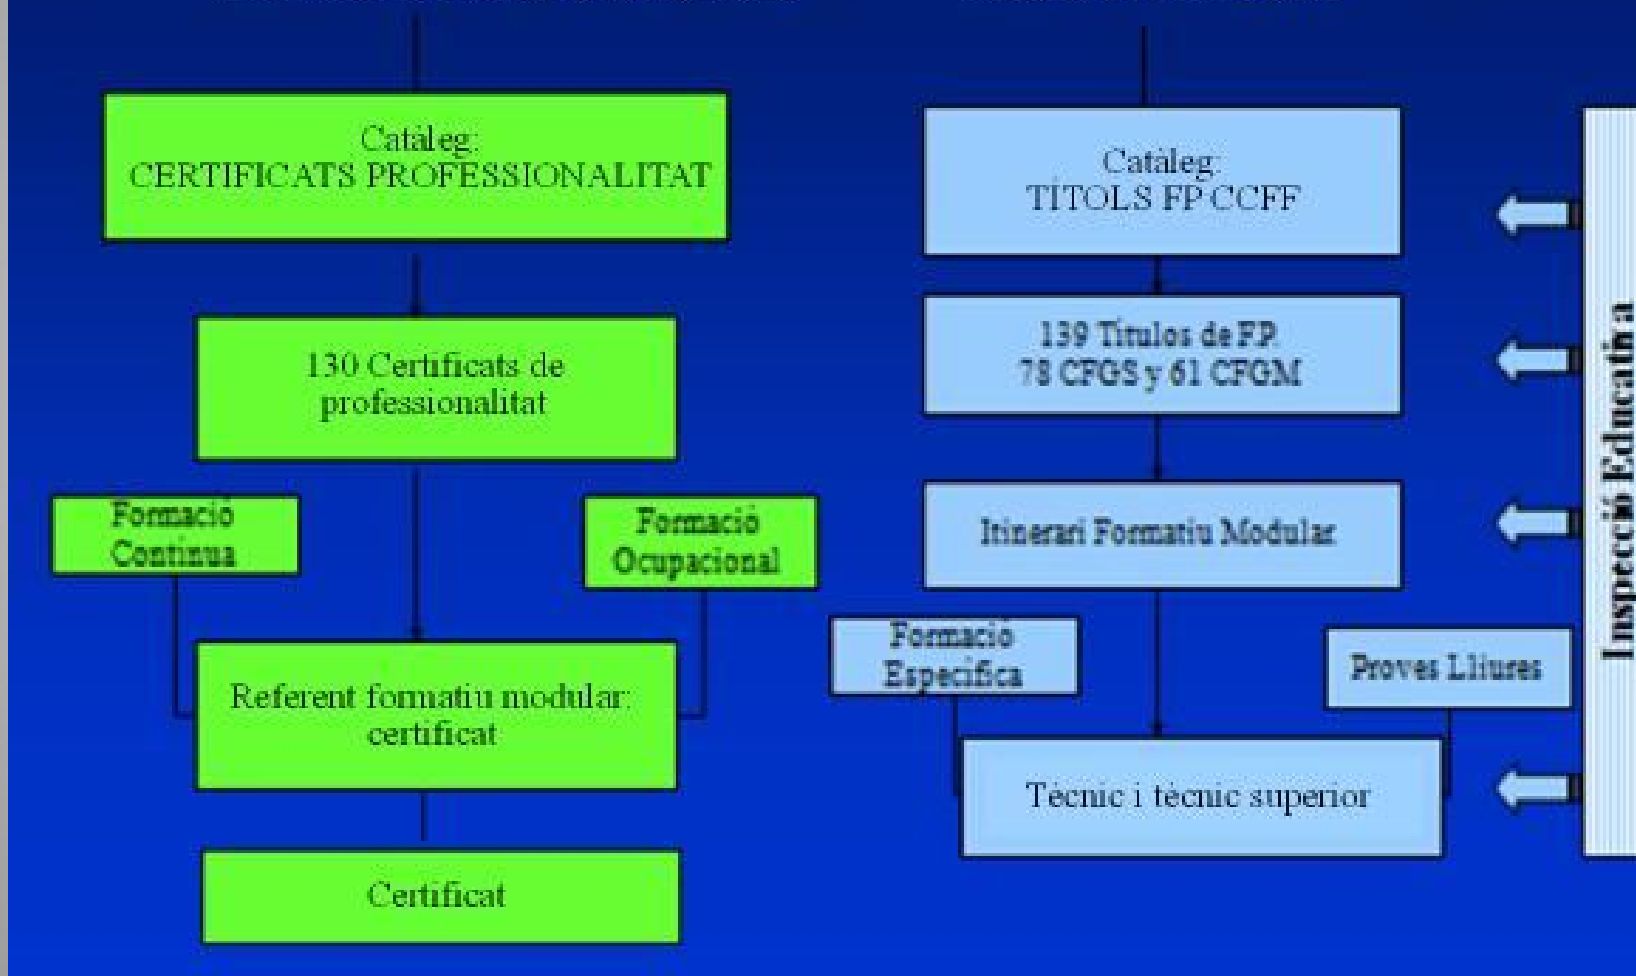 Catàleg:
CERTIFICATS PROFESSIONALITAT
130 Certificats de
professionalitat
Formació
Contínua
Formació
Ocupacional
Referent formatiu modular:
certificat
Certificat
Catàleg:
TÍTOLS FP CCFF
139 Títulos de F.P.
78 CFGS y 61 CFGM
Itinerari Formatiu Modular
Formació
Específica
Proves Lliures
Tècnic i tècnic superior
Inspecció Educativa